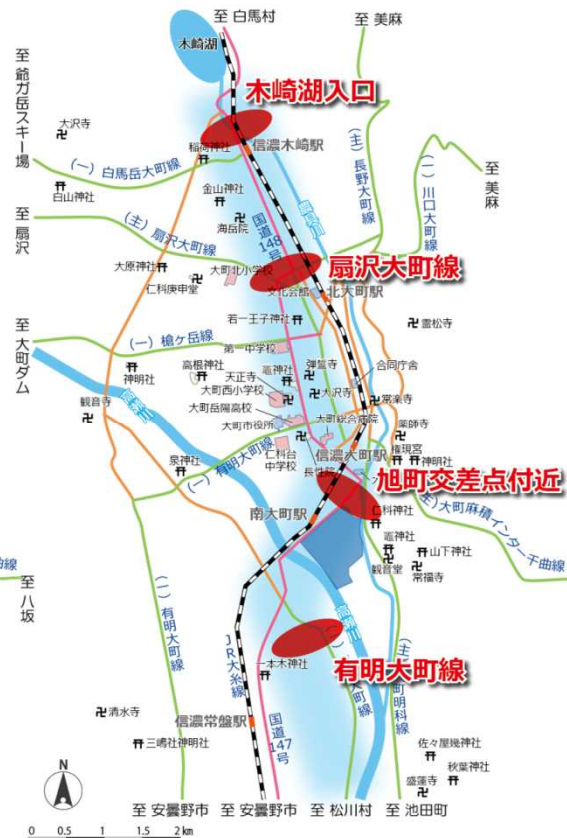 至 白馬村
至 美麻
木崎湖
木崎湖入口
至 爺ガ岳スキー場
大沢寺
稲荷神社
信濃木崎駅
(一)白馬岳大町線
白山神社
金山神社
海岳院
国道148号
(主)長野大町線
(一)川口大町線
至 美麻
至 扇沢
(主)扇沢大町線
扇沢大町線
大原神社
仁科庚申堂
大町北小学校
文化会館
北大町駅
霊松寺
若一王子神社
至 大町ダム
(一)槍ヶ岳線
第一中学校
神明社
高根神社
竈神社
弾誓寺
合同庁舎
天正寺
大町西小学校
大沢寺
常楽寺
観音寺
高瀬川
大町岳陽高校
大町市役所
大町総合病院
薬師寺
権現宮
神明社
仁科台中学校
信濃大町駅
長性院
泉神社
(一)有明大町線
旭町交差点付近
南大町駅
仁科神社
大町麻積インター千曲線
竈神社
山下神社
観音堂
常福寺
曲線
至 八坂
(一)有明大町線
高瀬川
有明大町線
一本木神社
JR大糸線
大町線
町明科線
清水寺
信濃常盤駅
国道147号
三嶋社神明社
佐々屋幾神社
秋葉神社
盛蓮寺
N
至 安曇野市
至 安曇野市
至 松川村
至 池田町
0 0.5 1 1.5 2 km